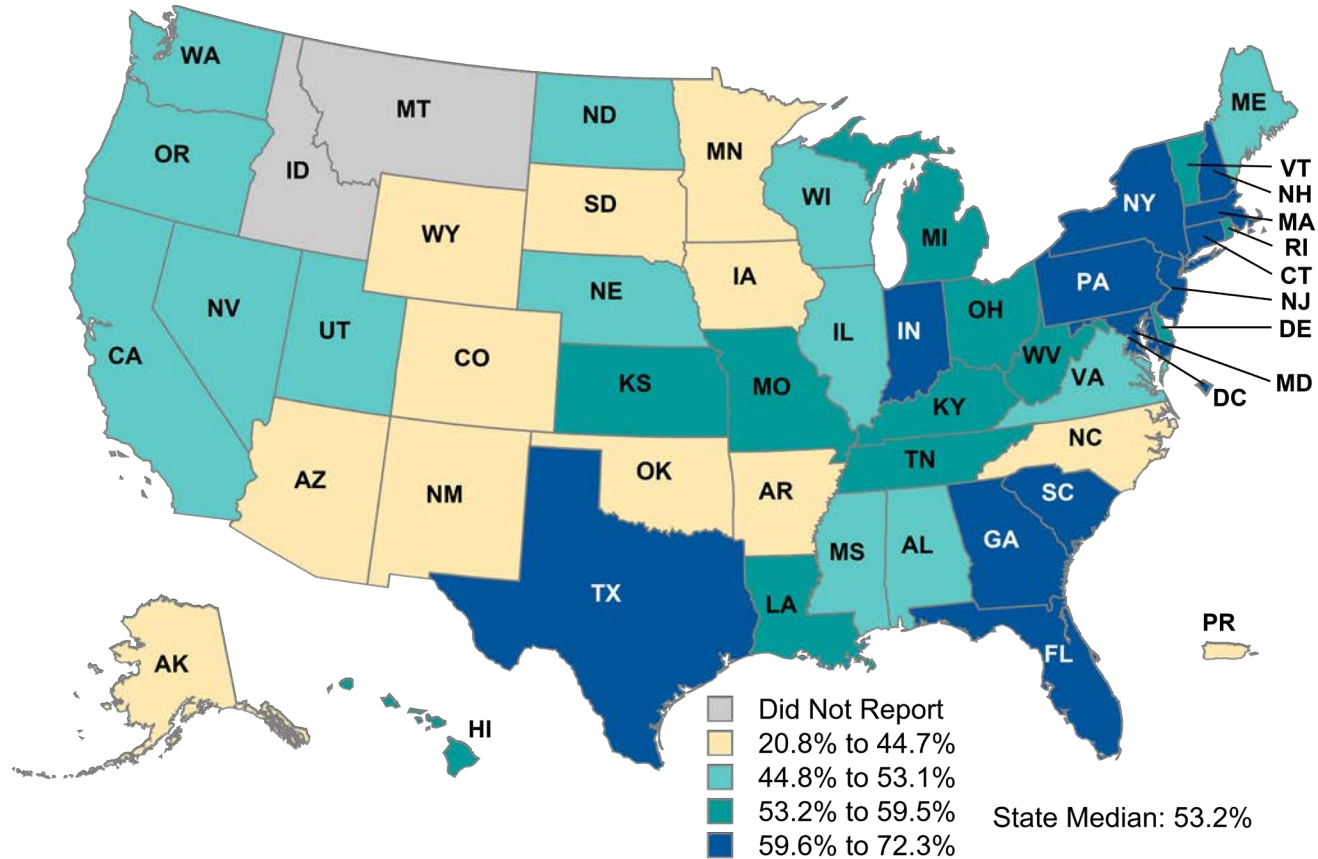 WA
MT
ND
ME
OR
ID
MN
VT
NH
WI
SD
NY
MA
WY
MI
RI
CT
IA
PA
NE
NJ
NV
OH
DE
UT
IL
IN
CA
CO
WV
MD
VA
KS
MO
DC
KY
NC
TN
OK
AZ
NM
AR
SC
GA
MS
AL
TX
LA
PR
FL
AK
HI
Did Not Report
20.8% to 44.7%
44.8% to 53.1%
53.2% to 59.5%
State Median: 53.2%
59.6% to 72.3%